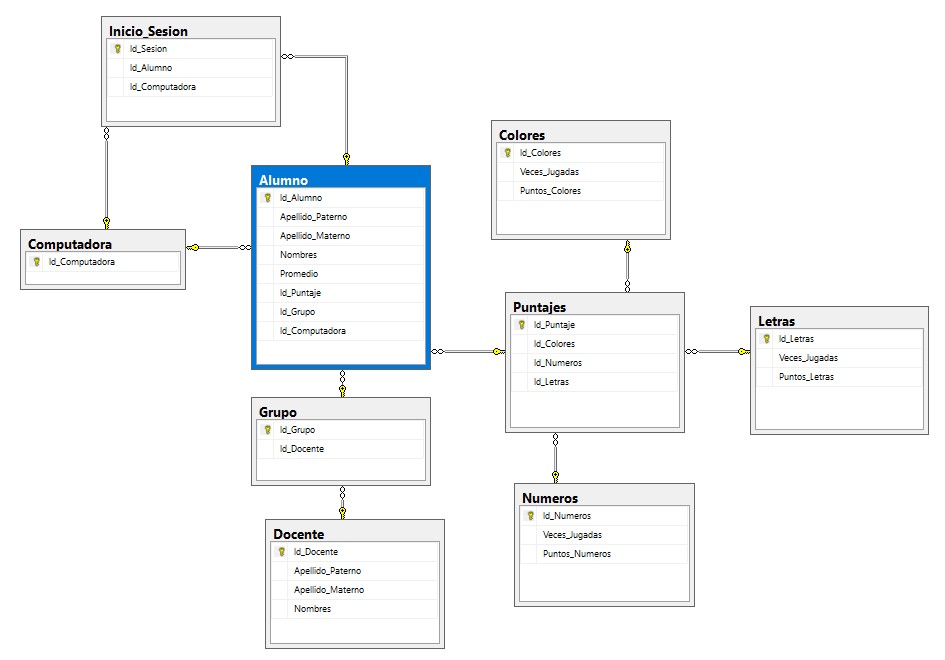 Inicio_Sesion
Id_Sesion
Id_Alumno
Id_Computadora
Colores
Id_Colores
Veces_Jugadas
Puntos_Colores
Alumno
Id_Alumno
Apellido_Paterno
Apellido_Materno
Nombres
Promedio
Id_Puntaje
Id_Grupo
Id_Computadora
Computadora
Id_Computadora
Puntajes
Id_Puntaje
Id_Colores
Id_Numeros
Id_Letras
Letras
Id_Letras
Veces_Jugadas
Puntos_Letras
Grupo
Id_Grupo
Id_Docente
Numeros
Id_Numeros
Veces_Jugadas
Puntos_Numeros
Docente
Id_Docente
Apellido_Paterno
Apellido_Materno
Nombres